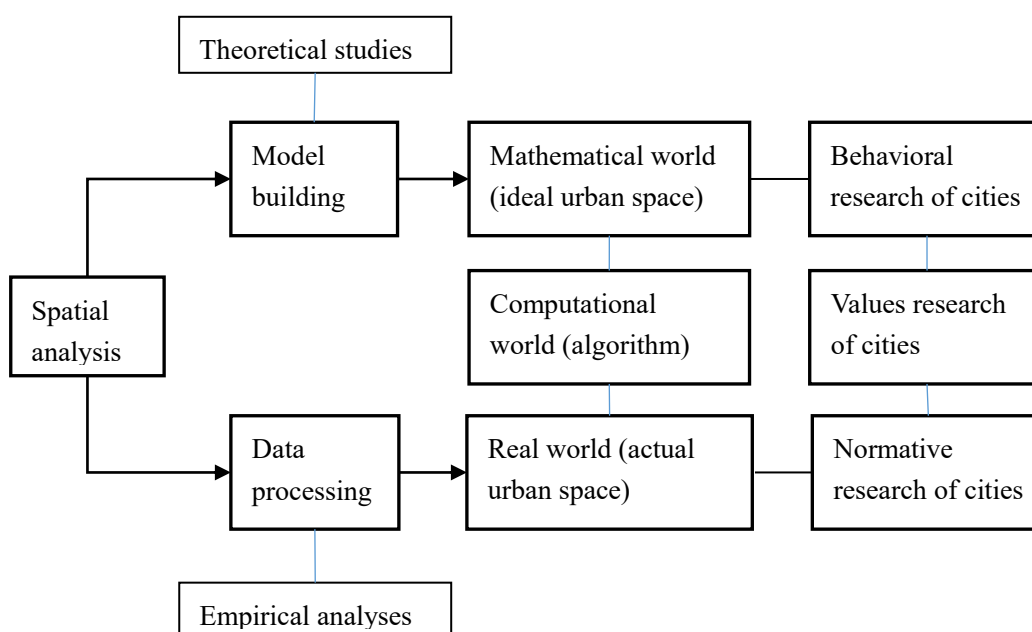 Theoretical studies
Model
building
Mathematical world
(ideal urban space)
Behavioral
research of cities
Spatial
analysis
Computational
world (algorithm)
Values research
of cities
Data
processing
Real world (actual
urban space)
Normative
research of cities
Empirical analyses